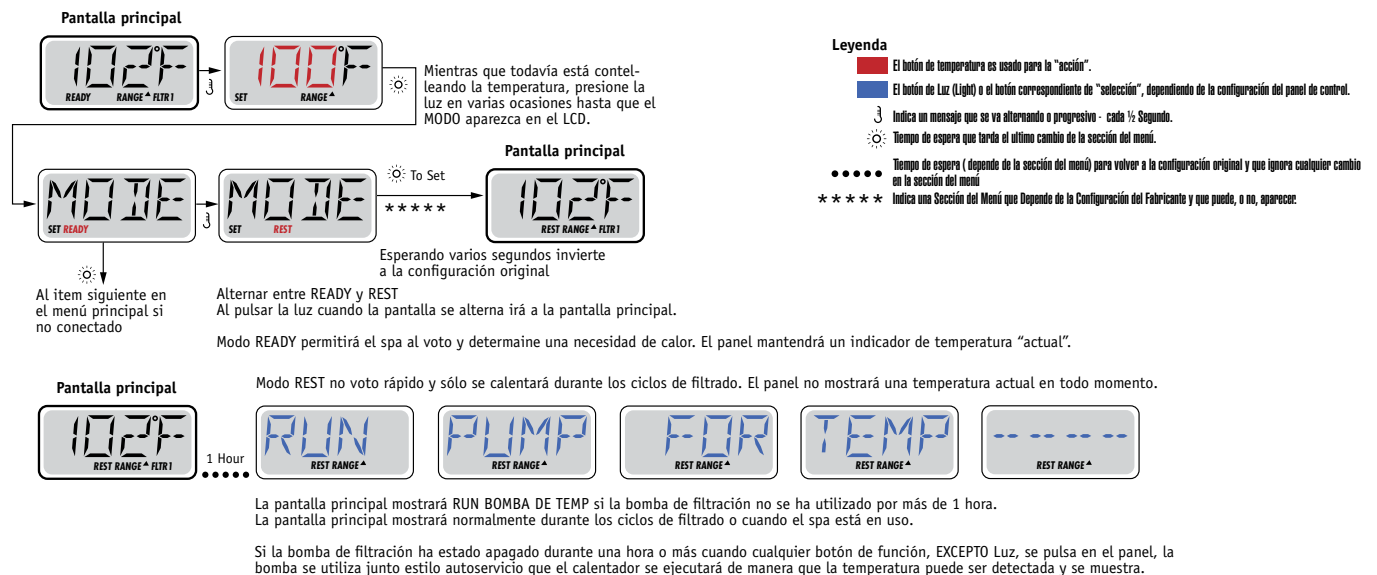 Pantalla principal
102°F
READY RANGE FLTR1
100°F
SET RANGE
Mientras que todavía está contel-
leando la temperatura, presione la
luz en varias ocasiones hasta que el
MODO aparezca en el LCD.
Leyenda
El botón de temperatura es usado para la “acción”.
El botón de Luz (Light) o el botón correspondiente de “selección”, dependiendo de la configuración del panel de control.
Indica un mensaje que se va alternando o progresivo - cada ½ Segundo.
Tiempo de espera que tarda el ultimo cambio de la sección del menú.
Tiempo de espera ( depende de la sección del menú) para volver a la configuración original y que ignora cualquier cambio
en la sección del menú
***** Indica una Sección del Menú que Depende de la Configuración del Fabricante y que puede, o no, aparecer.
MODE
SET READY
MODE
SET REST
To Set
*****
Pantalla principal
102°F
REST RANGE FLTR1
Esperando varios segundos invierte
a la configuración original
Al item siguiente en
el menú principal si
no conectado
Alternar entre READY y REST
Al pulsar la luz cuando la pantalla se alterna irá a la pantalla principal.
Modo READY permitirá el spa al voto y determaine una necesidad de calor. El panel mantendrá un indicador de temperatura “actual”.
Modo REST no voto rápido y sólo se calentará durante los ciclos de filtrado. El panel no mostrará una temperatura actual en todo momento.
Pantalla principal
102°F
REST RANGE FLTR1
1 Hour
RUN
REST RANGE
PUMP
REST RANGE
FOR
REST RANGE
TEMP
REST RANGE
-- -- -- --
REST RANGE
La pantalla principal mostrará RUN BOMBA DE TEMP si la bomba de filtración no se ha utilizado por más de 1 hora.
La pantalla principal mostrará normalmente durante los ciclos de filtrado o cuando el spa está en uso.
Si la bomba de filtración ha estado apagado durante una hora o más cuando cualquier botón de función, EXCEPTO Luz, se pulsa en el panel, la
bomba se utiliza junto estilo autoservicio que el calentador se ejecutará de manera que la temperatura puede ser detectada y se muestra.